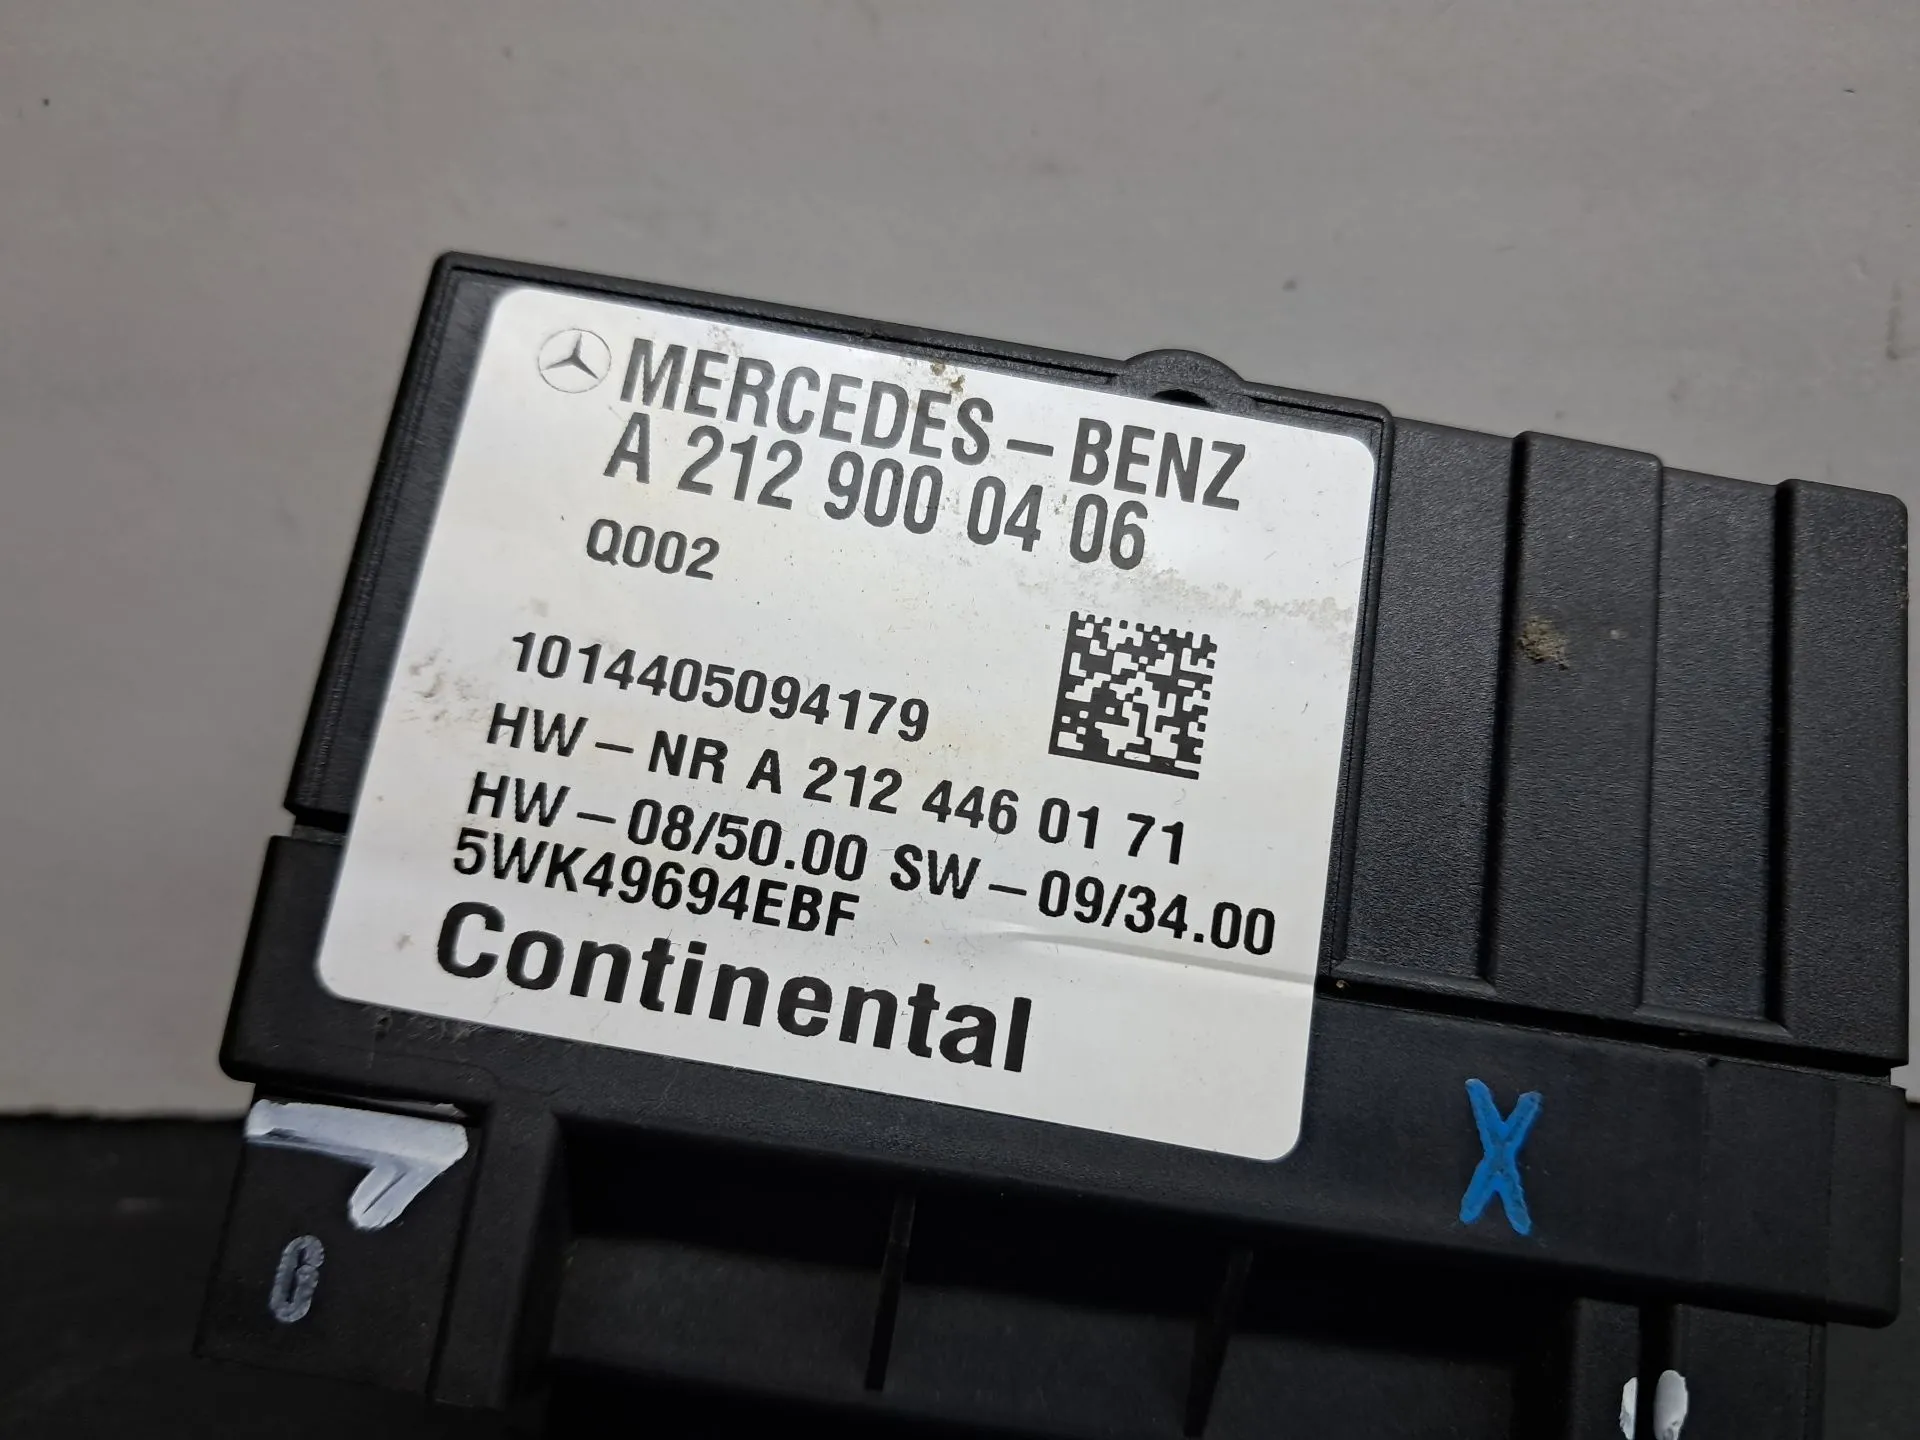 MERCEDES-BENZ
A 212 900 04 06
Q002
1014405094179
HW-NR A 212 446 01 71
HW-08/50.00 SW-09/34.00
5WK49694EBF
Continental
X
G